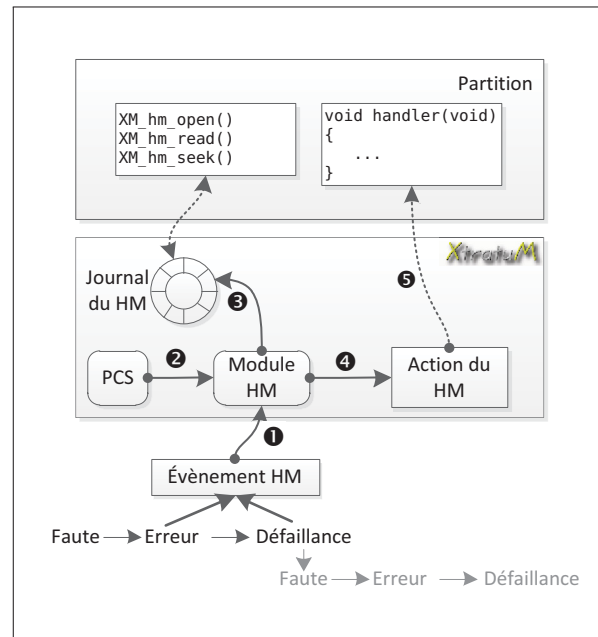 Partition
XM_hm_open()
XM_hm_read()
XM_hm_seek()
void handler(void)
{
...
}
XtratuM
Journal
du HM
❸
❺
PCS
❷
Module
HM
❹
Action du
HM
❶
Évènement HM
Faute
Erreur
Défaillance
Faute
Erreur
Défaillance